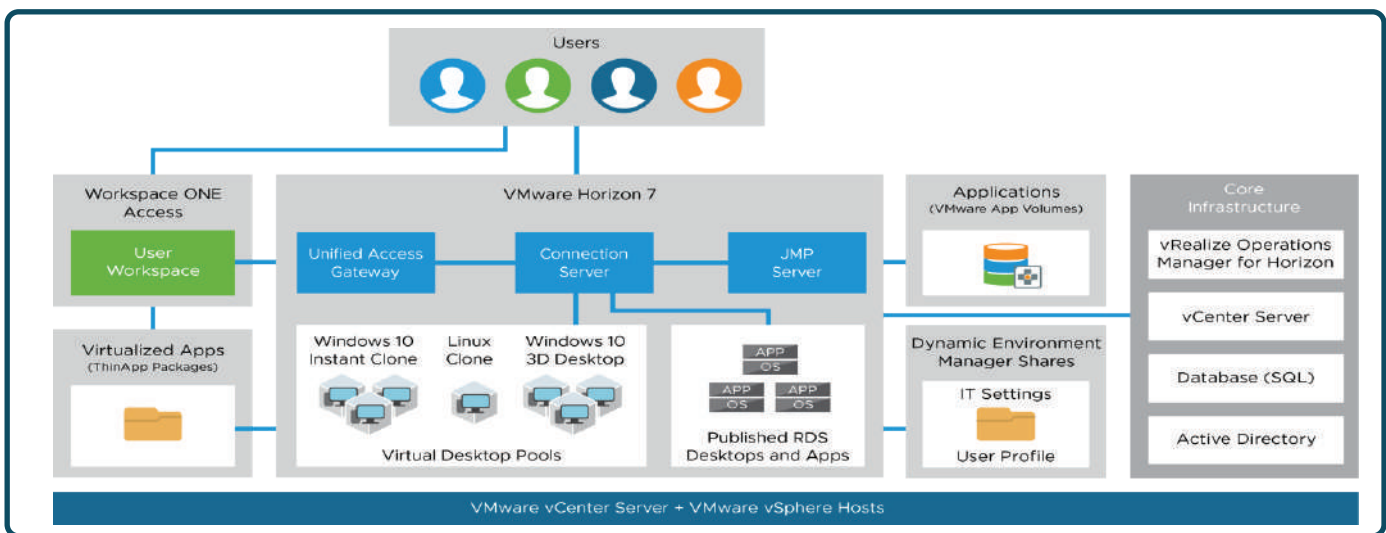 Users
Workspace ONE
Access
User
Workspace
Virtualized Apps
(ThinApp Packages)
VMware Horizon 7
Unified Access
Gateway
Connection
Server
JMP
Server
Windows 10
Instant Clone
Linux
Clone
Windows 10
3D Desktop
Virtual Desktop Pools
APP
OS
APP
OS
APP
OS
Published RDS
Desktops and Apps
Applications
(VMware App Volumes)
Dynamic Environment
Manager Shares
IT Settings
User Profile
Core
Infrastructure
vRealize Operations
Manager for Horizon
vCenter Server
Database (SQL)
Active Directory
VMware vCenter Server + VMware vSphere Hosts